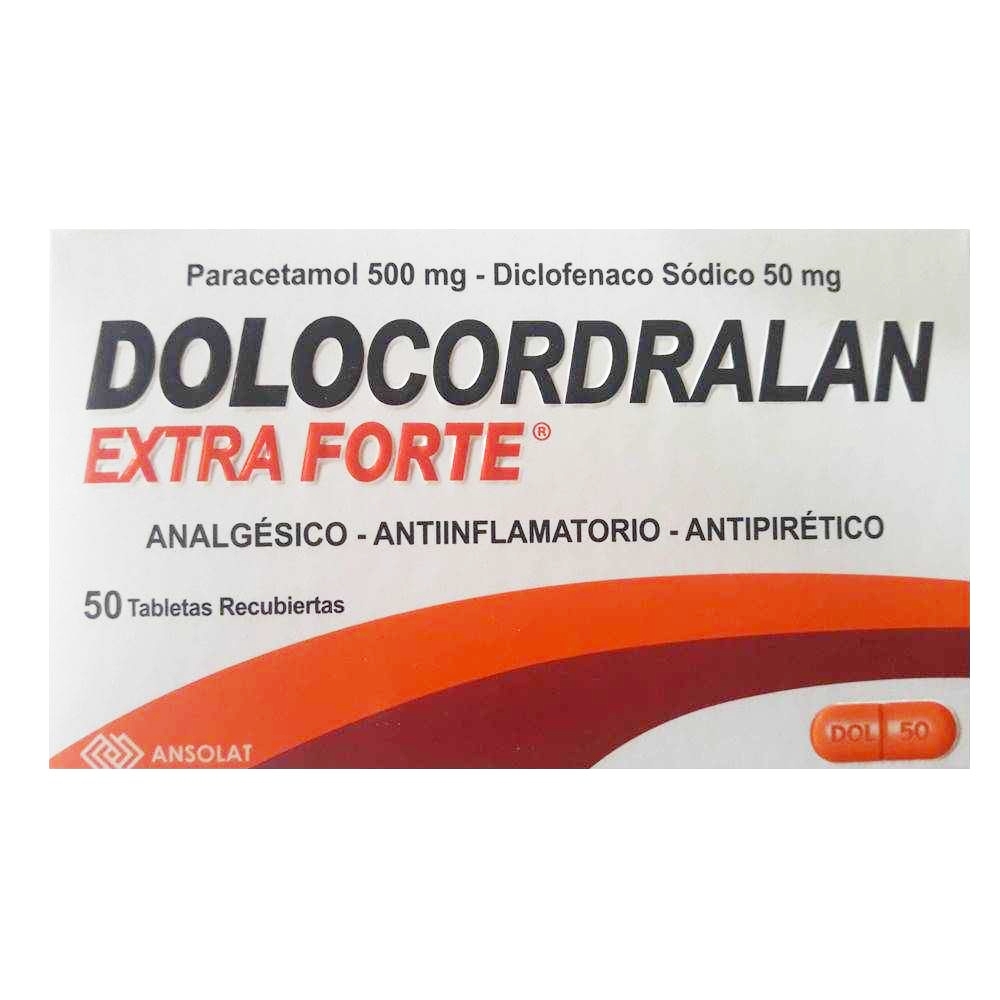 Paracetamol 500 mg - Diclofenaco Sódico 50 mg
DOLOCORDRALAN
EXTRA FORTE®
ANALGÉSICO - ANTIINFLAMATORIO - ANTIPIRÉTICO
50 Tabletas Recubiertas
DOL 50
ANSOLAT